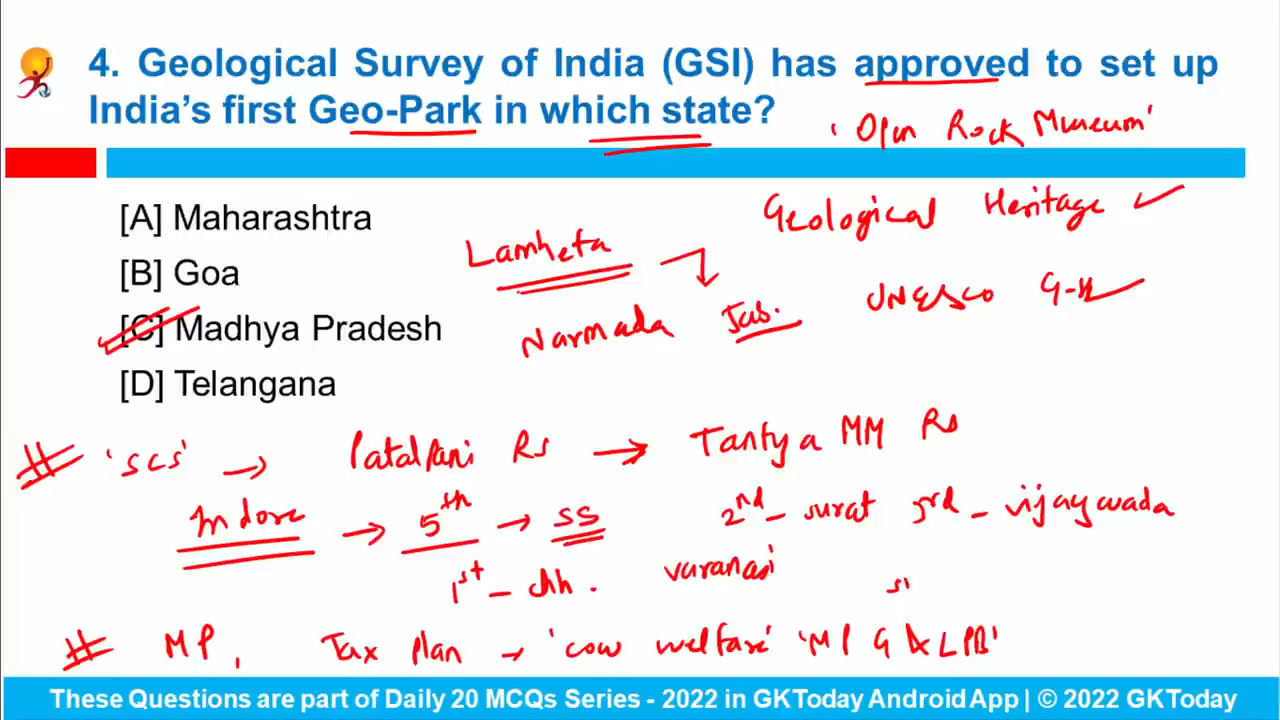 4. Geological Survey of India (GSI) has approved to set up
India's first Geo-Park in which state?
'Open Rock Museum'
[A] Maharashtra
Geological Heritage
[B] Goa
Lamheta
UNESCO
[C] Madhya Pradesh
Narmada Jab.
[D] Telangana
# 'SCS' → Patalpani RS → Tantya MM RS
Indore → 5th → SS
2nd - surat 3rd - vijaywada
1st - chh. varanasi
# MP, Tax plan → 'cow welfare' 'MP G & LPB'
These Questions are part of Daily 20 MCQs Series - 2022 in GKToday Android App | © 2022 GKToday